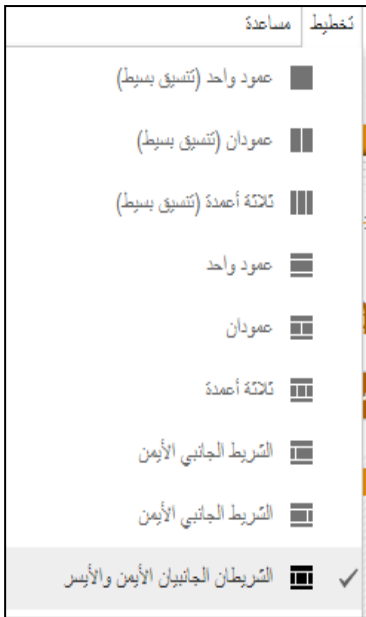 تخطيط مساعدة
عمود واحد (تنسيق بسيط)
عمودان (تنسيق بسيط)
ثلاثة أعمدة (تنسيق بسيط)
عمود واحد
عمودان
ثلاثة أعمدة
الشريط الجانبي الأيمن
الشريط الجانبي الأيمن
الشريطان الجانبيان الأيمن والأيسر